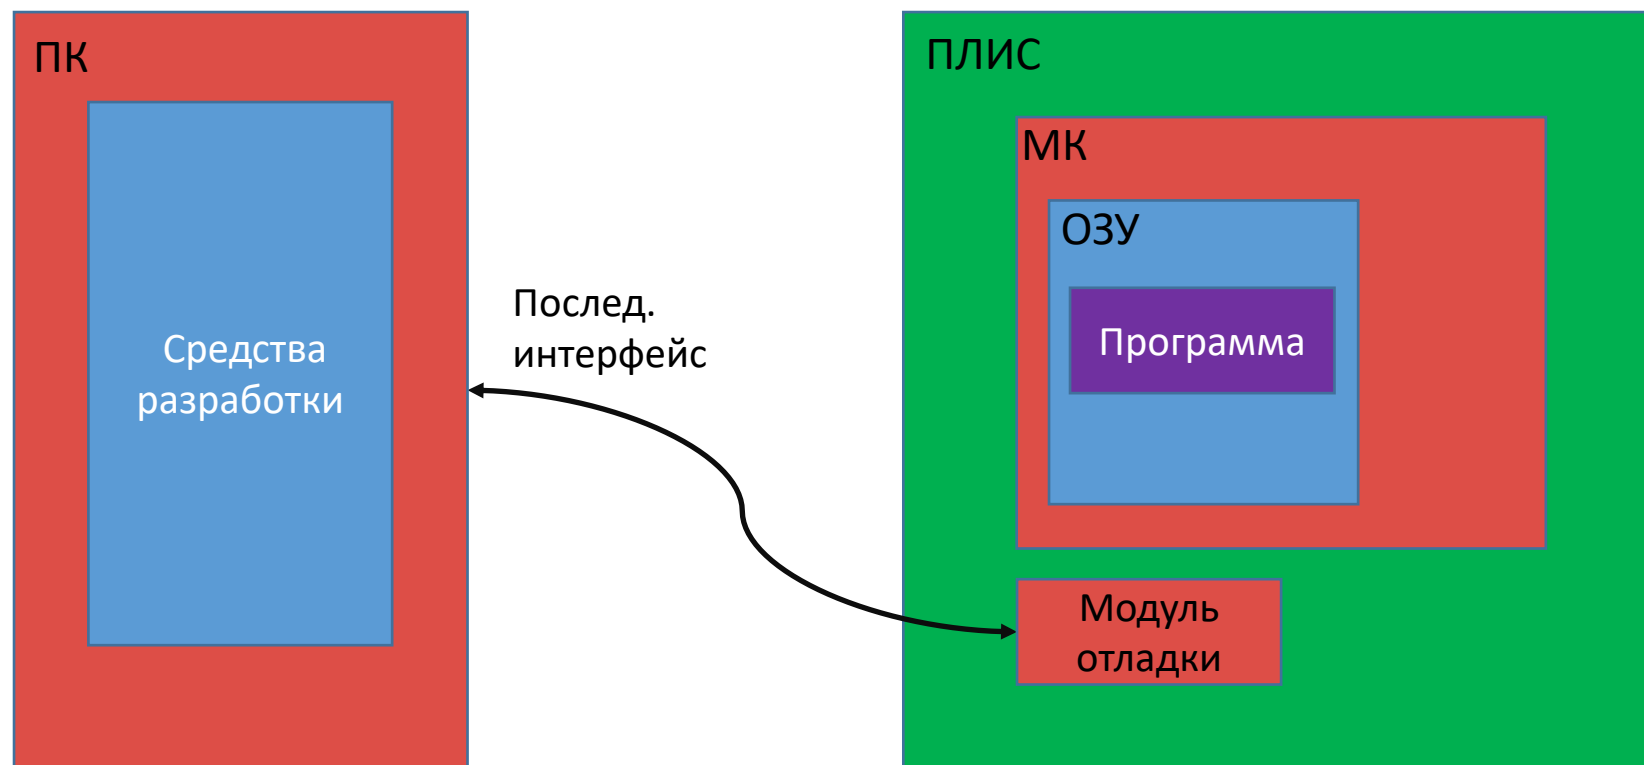 ПК
Средства
разработки
Послед.
интерфейс
ПЛИС
МК
ОЗУ
Программа
Модуль
отладки